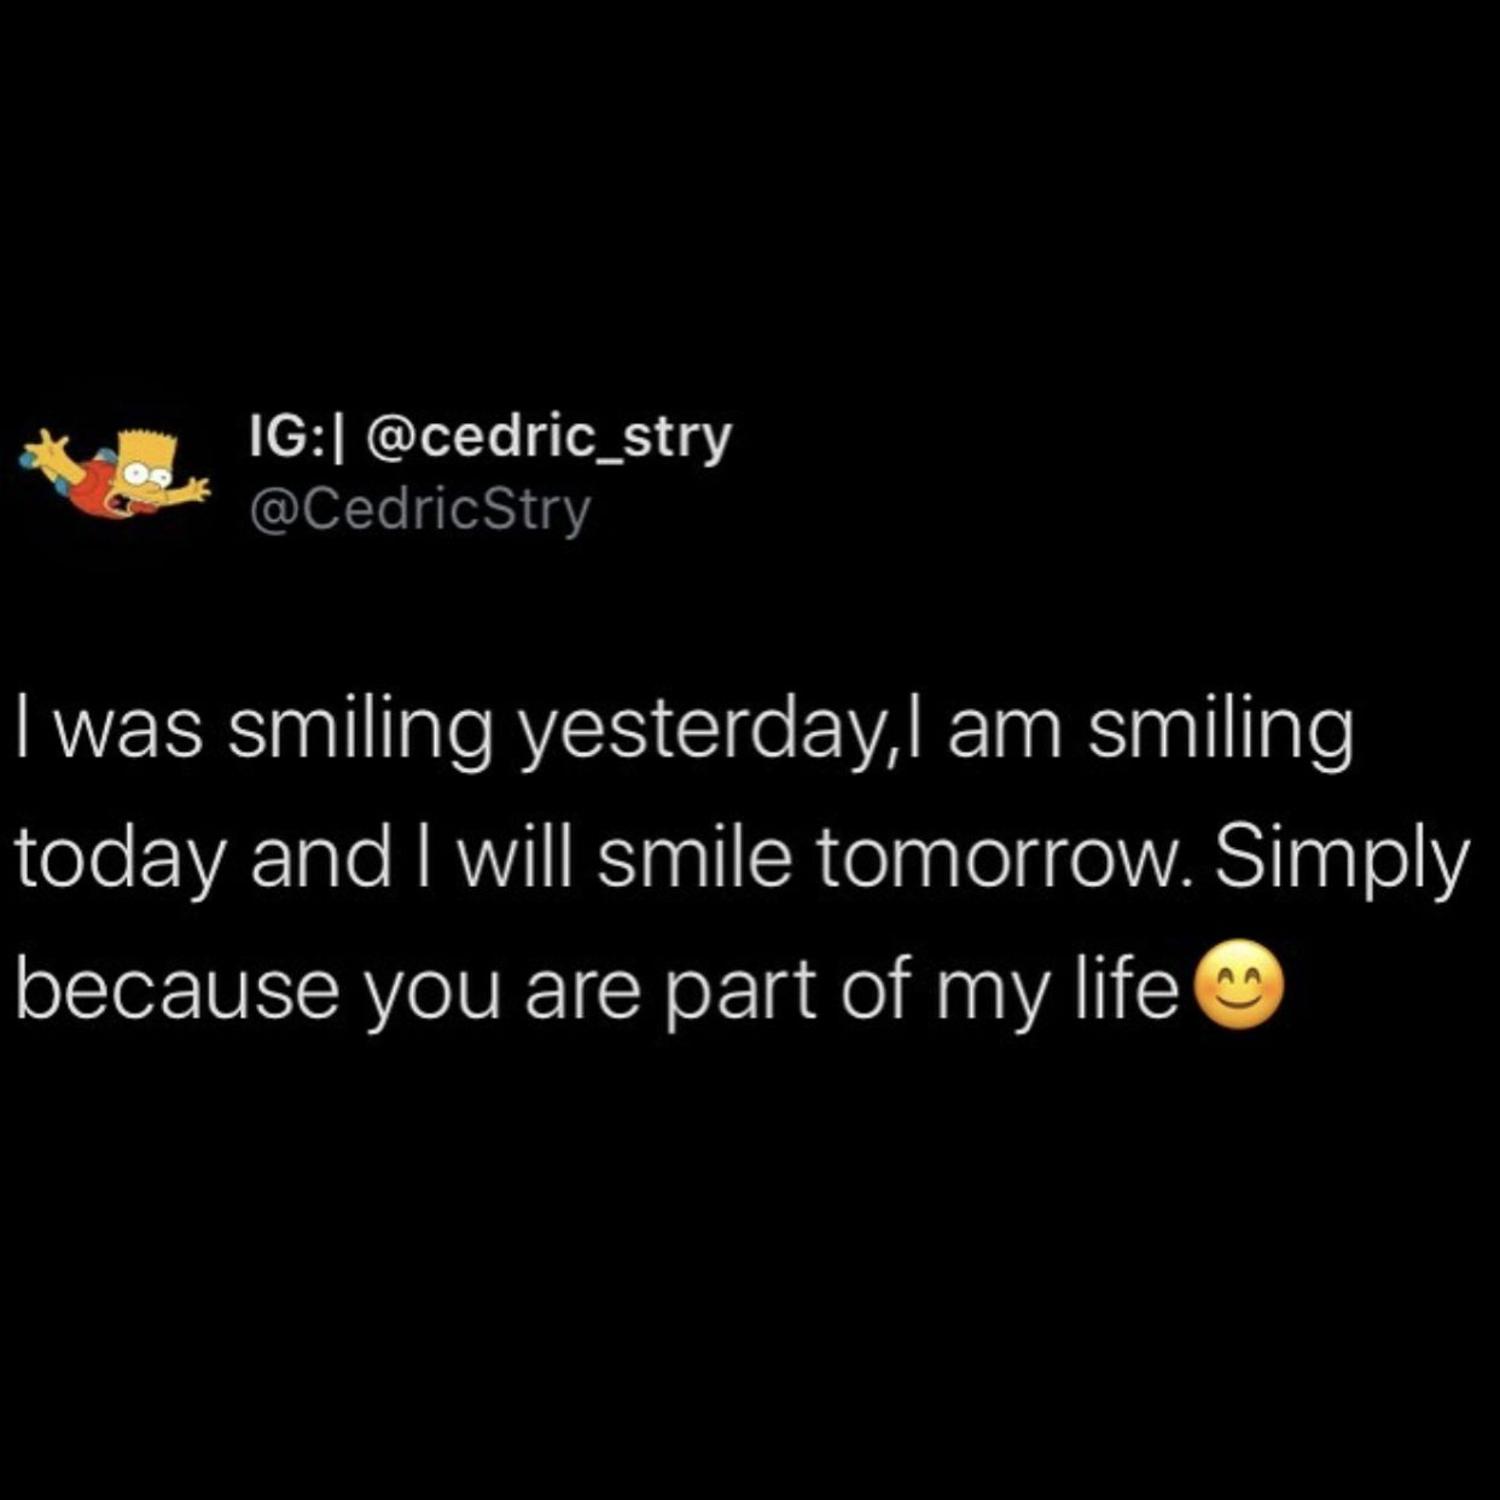 IG:| @cedric_stry
@CedricStry
I was smiling yesterday,I am smiling
today and I will smile tomorrow. Simply
because you are part of my life😊